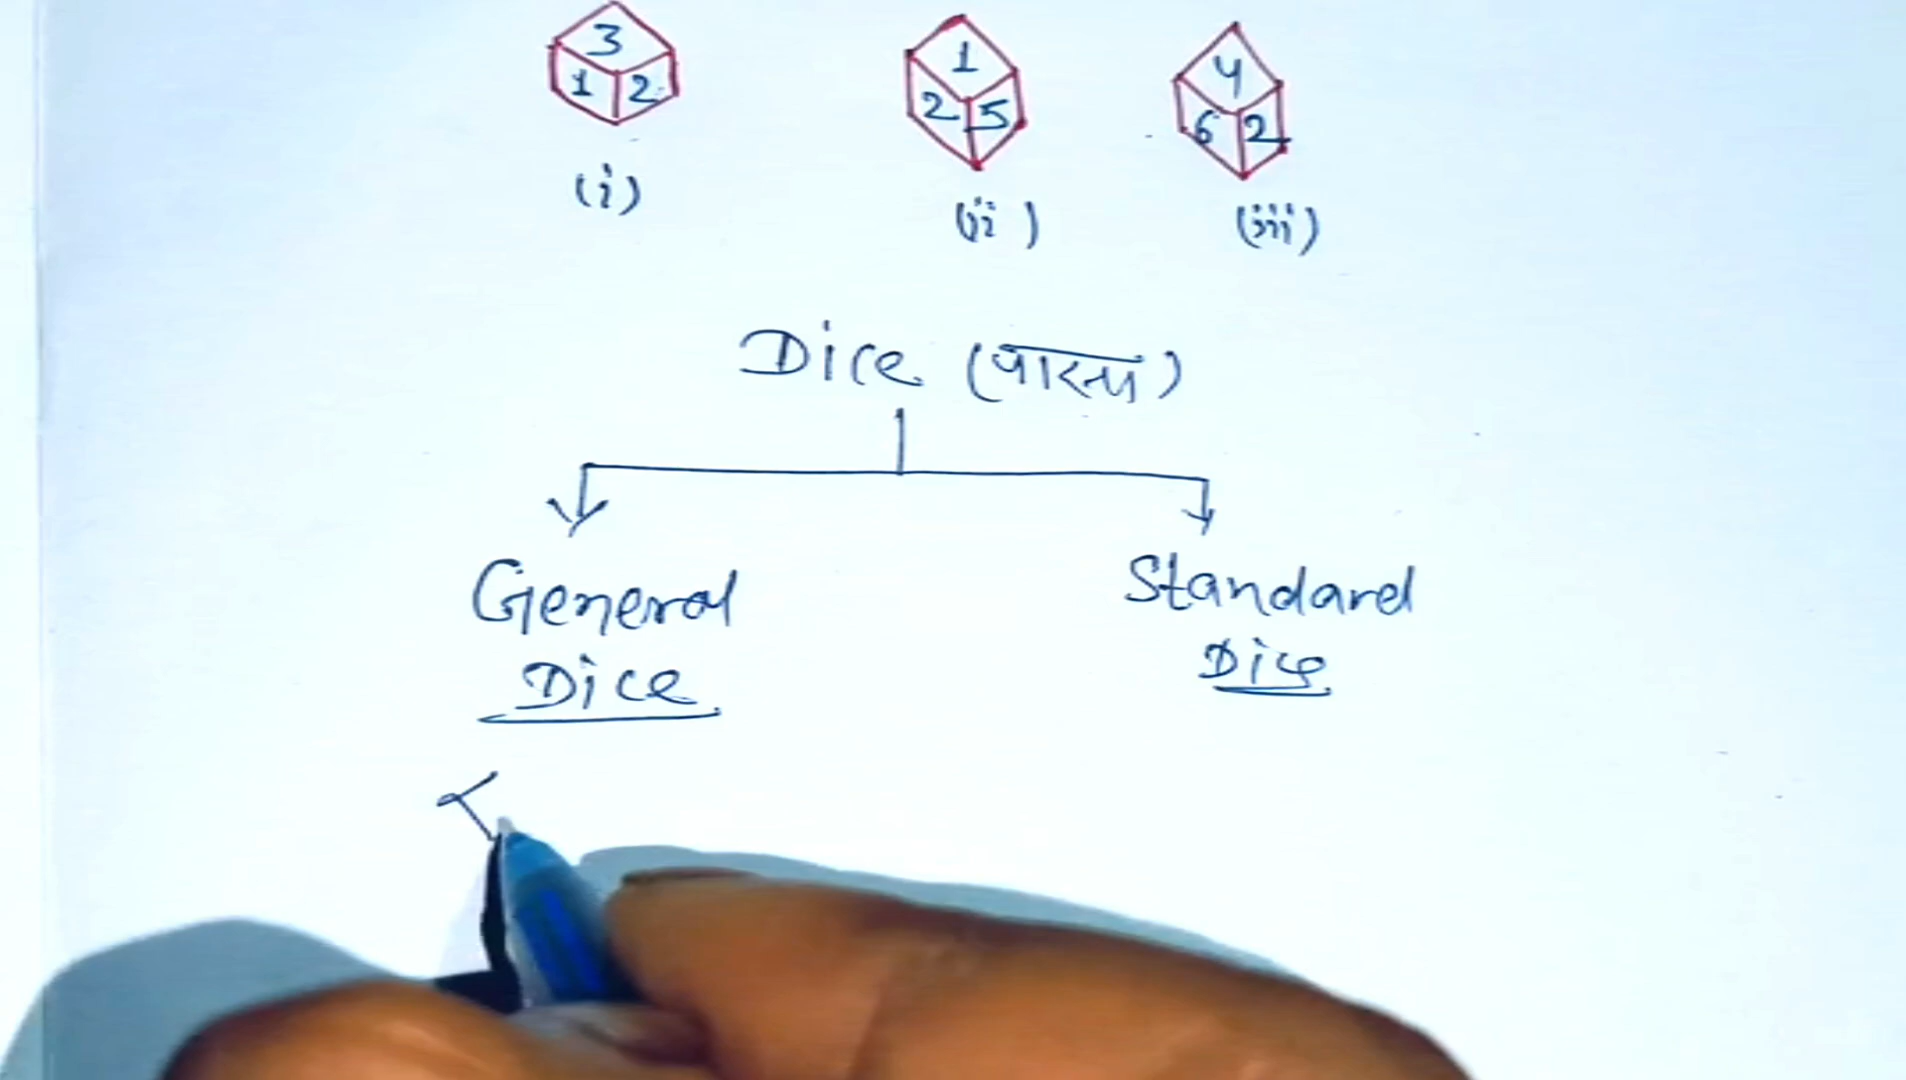 3
1 2
1
2 5
4
6 2
(i) (ii) (iii)
Dice (पास्ा)
General Standard
Dice Dice